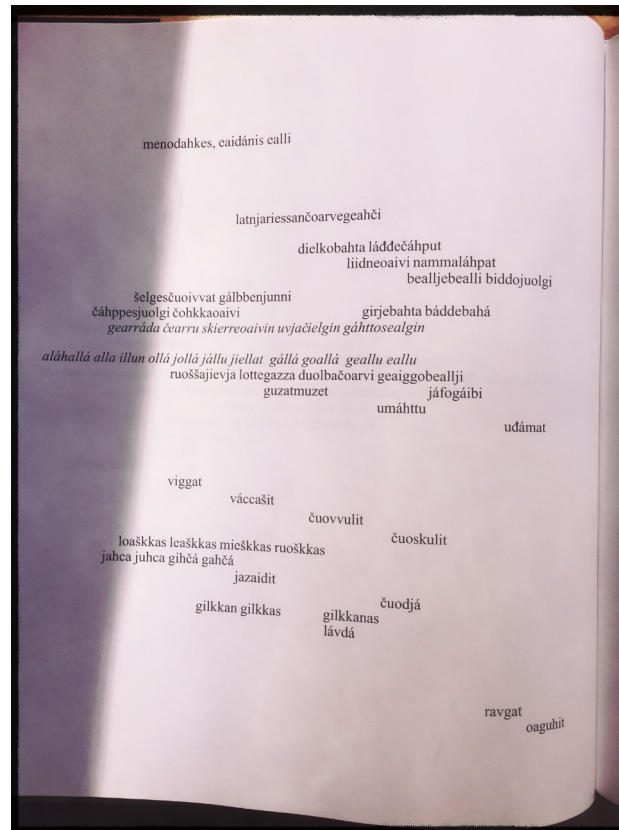 menodahkes, eaidánis ealli
latnjariessančoarvegeahči
dielkobahta láđđečáhput
liidneoaivi nammaláhpat
bealljebealli biddojuolgi
šelgesčuoivvat gálbbenjunni
čáhppesjuolgi čohkkaoaivi girjebahta báddebahá
gearráda čearru skierreoaivin uvjačielgin gáhttosealgin
aláhallá alla illun ollá jollá jállu jiellat gállá goallá geallu eallu
ruoššajievja lottegazza duolbačoarvi geaiggobeallji
guzatmuzet jáfogáibi
umáhttu
uđámat
viggat
váccašit
čuovvulit
čuoskulit
loaškkas leaškkas mieškkas ruoškkas
jahca juhca gihčá gahčá
jazaidit
čuodjá
gilkkan gilkkas gilkkanas
lávdá
ravgat
oaguhit